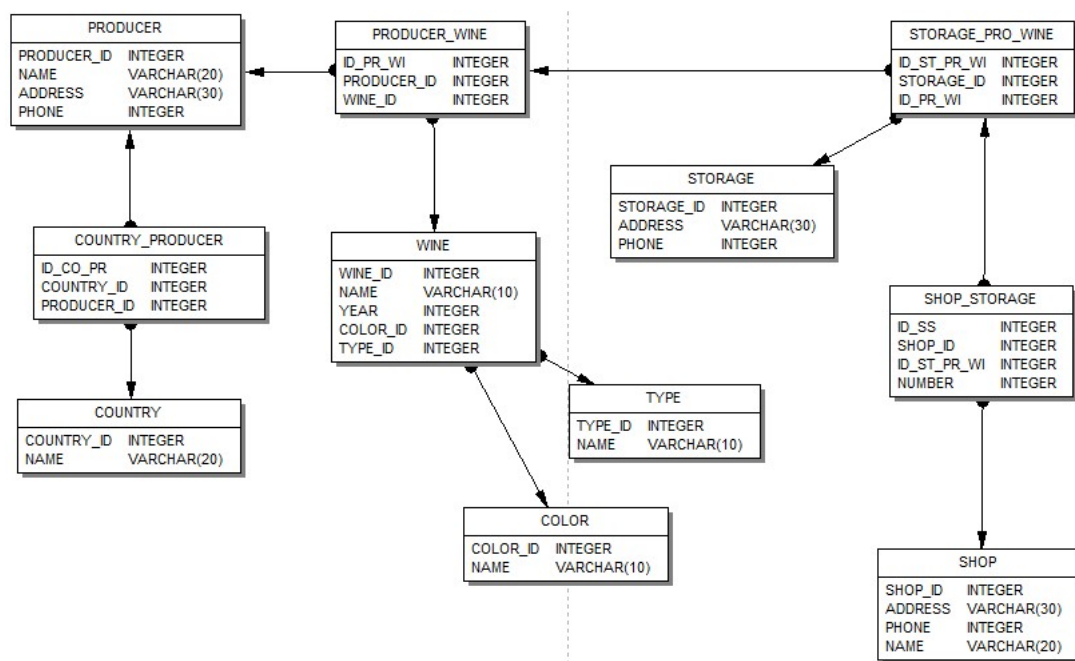 PRODUCER
PRODUCER_ID INTEGER
NAME VARCHAR(20)
ADDRESS VARCHAR(30)
PHONE INTEGER
PRODUCER_WINE
ID_PR_WI INTEGER
PRODUCER_ID INTEGER
WINE_ID INTEGER
STORAGE_PRO_WINE
ID_ST_PR_WI INTEGER
STORAGE_ID INTEGER
ID_PR_WI INTEGER
STORAGE
STORAGE_ID INTEGER
ADDRESS VARCHAR(30)
PHONE INTEGER
COUNTRY_PRODUCER
ID_CO_PR INTEGER
COUNTRY_ID INTEGER
PRODUCER_ID INTEGER
WINE
WINE_ID INTEGER
NAME VARCHAR(10)
YEAR INTEGER
COLOR_ID INTEGER
TYPE_ID INTEGER
SHOP_STORAGE
ID_SS INTEGER
SHOP_ID INTEGER
ID_ST_PR_WI INTEGER
NUMBER INTEGER
COUNTRY
COUNTRY_ID INTEGER
NAME VARCHAR(20)
TYPE
TYPE_ID INTEGER
NAME VARCHAR(10)
COLOR
COLOR_ID INTEGER
NAME VARCHAR(10)
SHOP
SHOP_ID INTEGER
ADDRESS VARCHAR(30)
PHONE INTEGER
NAME VARCHAR(20)